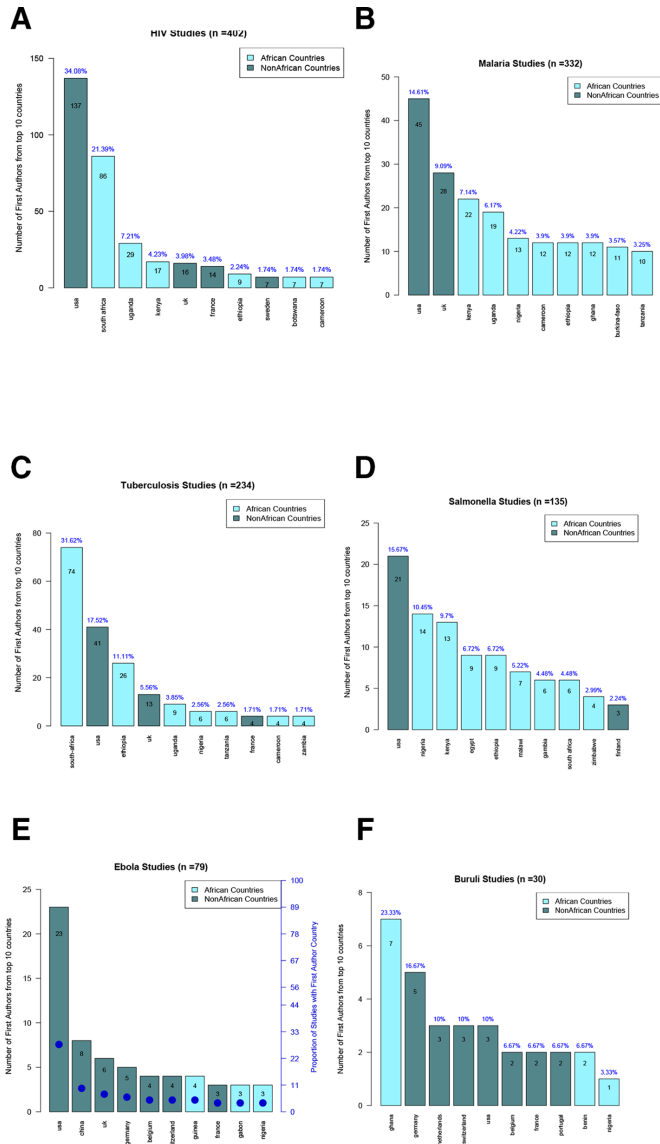 A
HIV Studies (n =402)
African Countries
NonAfrican Countries
Number of First Authors from top 10 countries
150
100
50
0
34.08%
21.39%
7.21%
4.23%
3.98%
3.48%
2.24%
1.74%
1.74%
1.74%
137
86
29
17
16
14
9
7
7
7
usa
south africa
uganda
kenya
uk
france
ethiopia
sweden
botswana
cameroon
B
Malaria Studies (n =332)
African Countries
NonAfrican Countries
Number of First Authors from top 10 countries
50
40
30
20
10
0
14.61%
9.09%
7.14%
6.17%
4.22%
3.9%
3.9%
3.9%
3.57%
3.25%
45
28
22
19
13
12
12
12
11
10
usa
uk
kenya
uganda
nigeria
cameroon
ethiopia
ghana
burkina-faso
tanzania
C
Tuberculosis Studies (n =234)
African Countries
NonAfrican Countries
Number of First Authors from top 10 countries
80
60
40
20
0
31.62%
17.52%
11.11%
5.56%
3.85%
2.56%
2.56%
1.71%
1.71%
1.71%
74
41
26
13
9
6
6
4
4
4
south-africa
usa
ethiopia
uk
uganda
nigeria
tanzania
france
cameroon
zambia
D
Salmonella Studies (n =135)
African Countries
NonAfrican Countries
Number of First Authors from top 10 countries
25
20
15
10
5
0
15.67%
10.45%
9.7%
6.72%
6.72%
5.22%
4.48%
4.48%
2.99%
2.24%
21
14
13
9
9
7
6
6
4
3
usa
nigeria
kenya
egypt
ethiopia
malawi
gambia
south africa
zimbabwe
finland
E
Ebola Studies (n =79)
African Countries
NonAfrican Countries
Number of First Authors from top 10 countries
25
20
15
10
5
0
23
8
6
5
4
4
4
3
3
3
usa
china
uk
germany
belgium
itzerland
guinea
france
gabon
nigeria
100
89
78
67
56
44
33
22
11
0
Proportion of Studies with First Author Country
F
Buruli Studies (n =30)
African Countries
NonAfrican Countries
Number of First Authors from top 10 countries
8
6
4
2
0
23.33%
16.67%
10%
10%
10%
6.67%
6.67%
6.67%
6.67%
3.33%
7
5
3
3
3
2
2
2
2
1
ghana
germany
netherlands
switzerland
usa
belgium
france
portugal
benin
nigeria